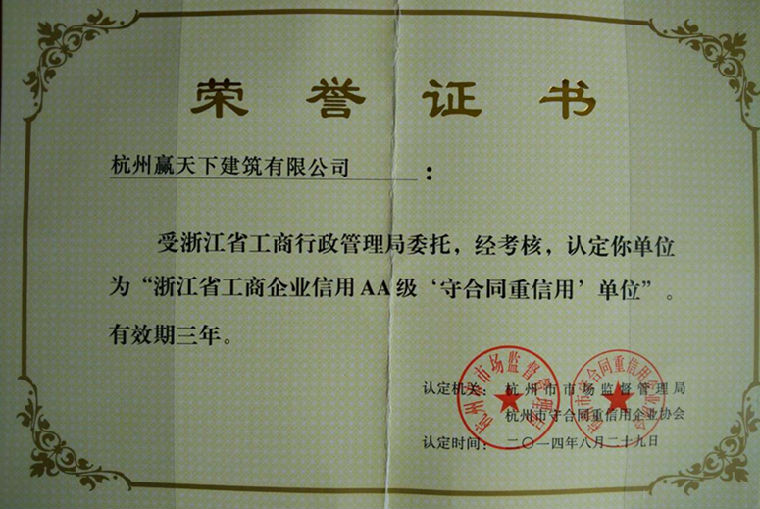 荣誉证书
杭州赢天下建筑有限公司：
受浙江省工商行政管理局委托，经考核，认定你单位
为“浙江省工商企业信用AA级‘守合同重信用’单位”。
有效期三年。
认定机关：杭州市市场监督管理局
杭州市守合同重信用企业协会
认定时间：二〇一四年八月二十九日